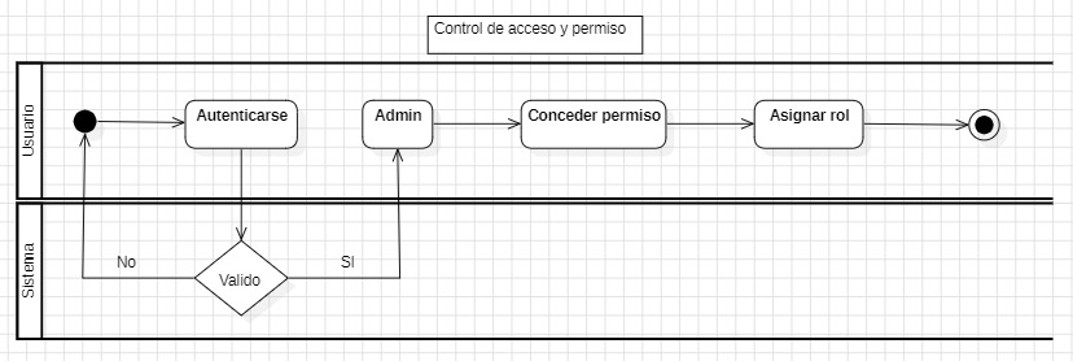 Control de acceso y permiso
Usuario
Autenticarse
Admin
Conceder permiso
Asignar rol
Sistema
No
Valido
SI